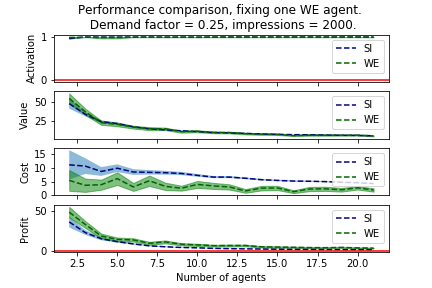 Performance comparison, fixing one WE agent.
Demand factor = 0.25, impressions = 2000.
Activation
1
0
SI
WE
Value
50
25
SI
WE
Cost
15
10
5
0
SI
WE
Profit
50
0
SI
WE
2.5 5.0 7.5 10.0 12.5 15.0 17.5 20.0
Number of agents